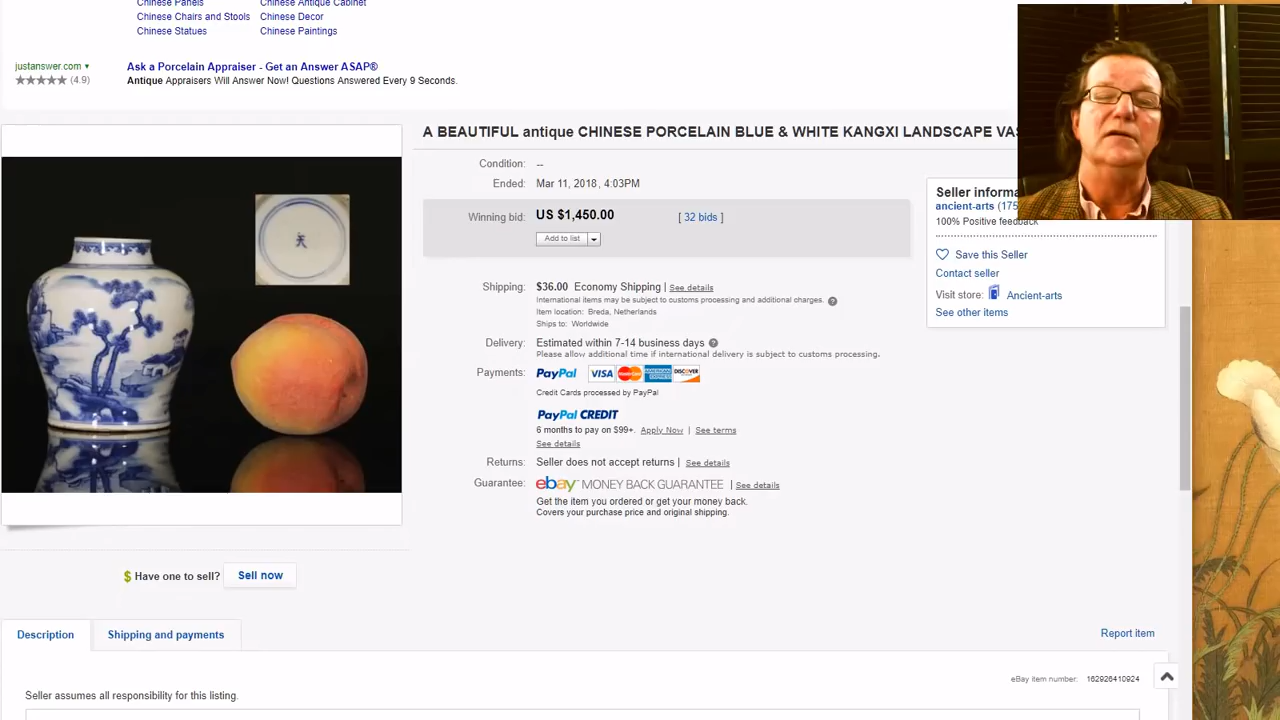 Chinese Panels
Chinese Antique Cabinet
Chinese Chairs and Stools
Chinese Decor
Chinese Statues
Chinese Paintings
justanswer.com
Ask a Porcelain Appraiser - Get an Answer ASAP®
(4.9)
Antique Appraisers Will Answer Now! Questions Answered Every 9 Seconds.
A BEAUTIFUL antique CHINESE PORCELAIN BLUE & WHITE KANGXI LANDSCAPE
Condition: --
Ended: Mar 11, 2018, 4:03PM
Winning bid: US $1,450.00 [ 32 bids ]
Add to list
天
Shipping: $36.00 Economy Shipping | See details
International items may be subject to customs processing and additional charges.
Item location: Breda, Netherlands
Ships to: Worldwide
Delivery: Estimated within 7-14 business days
Please allow additional time if international delivery is subject to customs processing.
Payments: PayPal VISA MasterCard AMERICAN EXPRESS DISCOVER
Credit Cards processed by PayPal
PayPal CREDIT
6 months to pay on $99+. Apply Now | See terms
See details
Returns: Seller does not accept returns | See details
Guarantee: ebay MONEY BACK GUARANTEE | See details
Get the item you ordered or get your money back.
Covers your purchase price and original shipping.
Seller
ancient-arts
100% Positive feedback
Save this Seller
Contact seller
Visit store: Ancient-arts
See other items
$ Have one to sell? Sell now
Description
Shipping and payments
Report item
eBay item number: 162926410924
Seller assumes all responsibility for this listing.